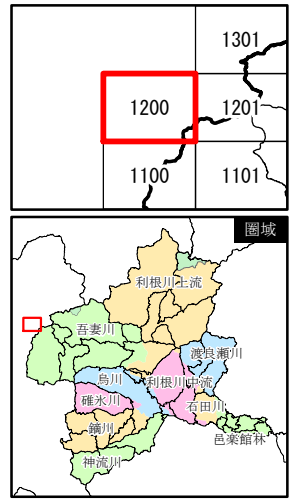 1301
1200
1201
1100
1101
圏域
利根川上流
吾妻川
渡良瀬川
烏川
利根川中流
碓氷川
石田川
鏑川
邑楽館林
神流川